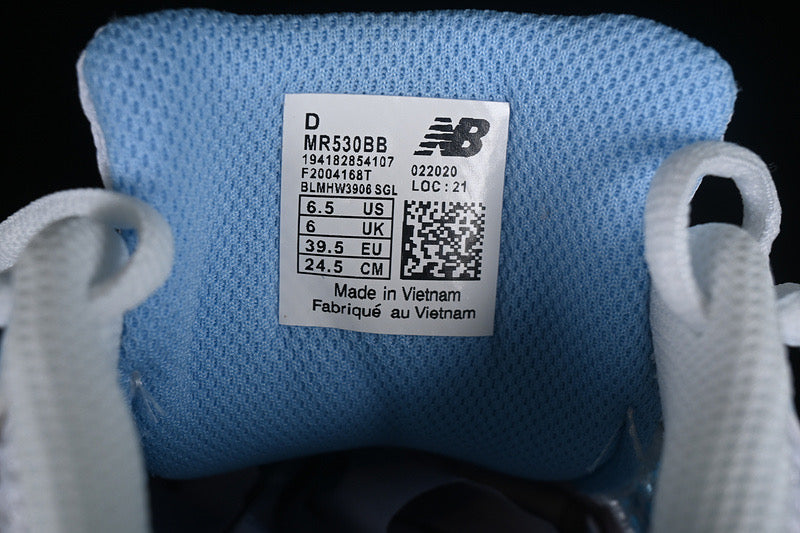 D
MR530BB
194182854107
F2004168T
BLMHW3906 SGL
NB
022020
LOC: 21
6.5 US
6 UK
39.5 EU
24.5 CM
Made in Vietnam
Fabriqué au Vietnam